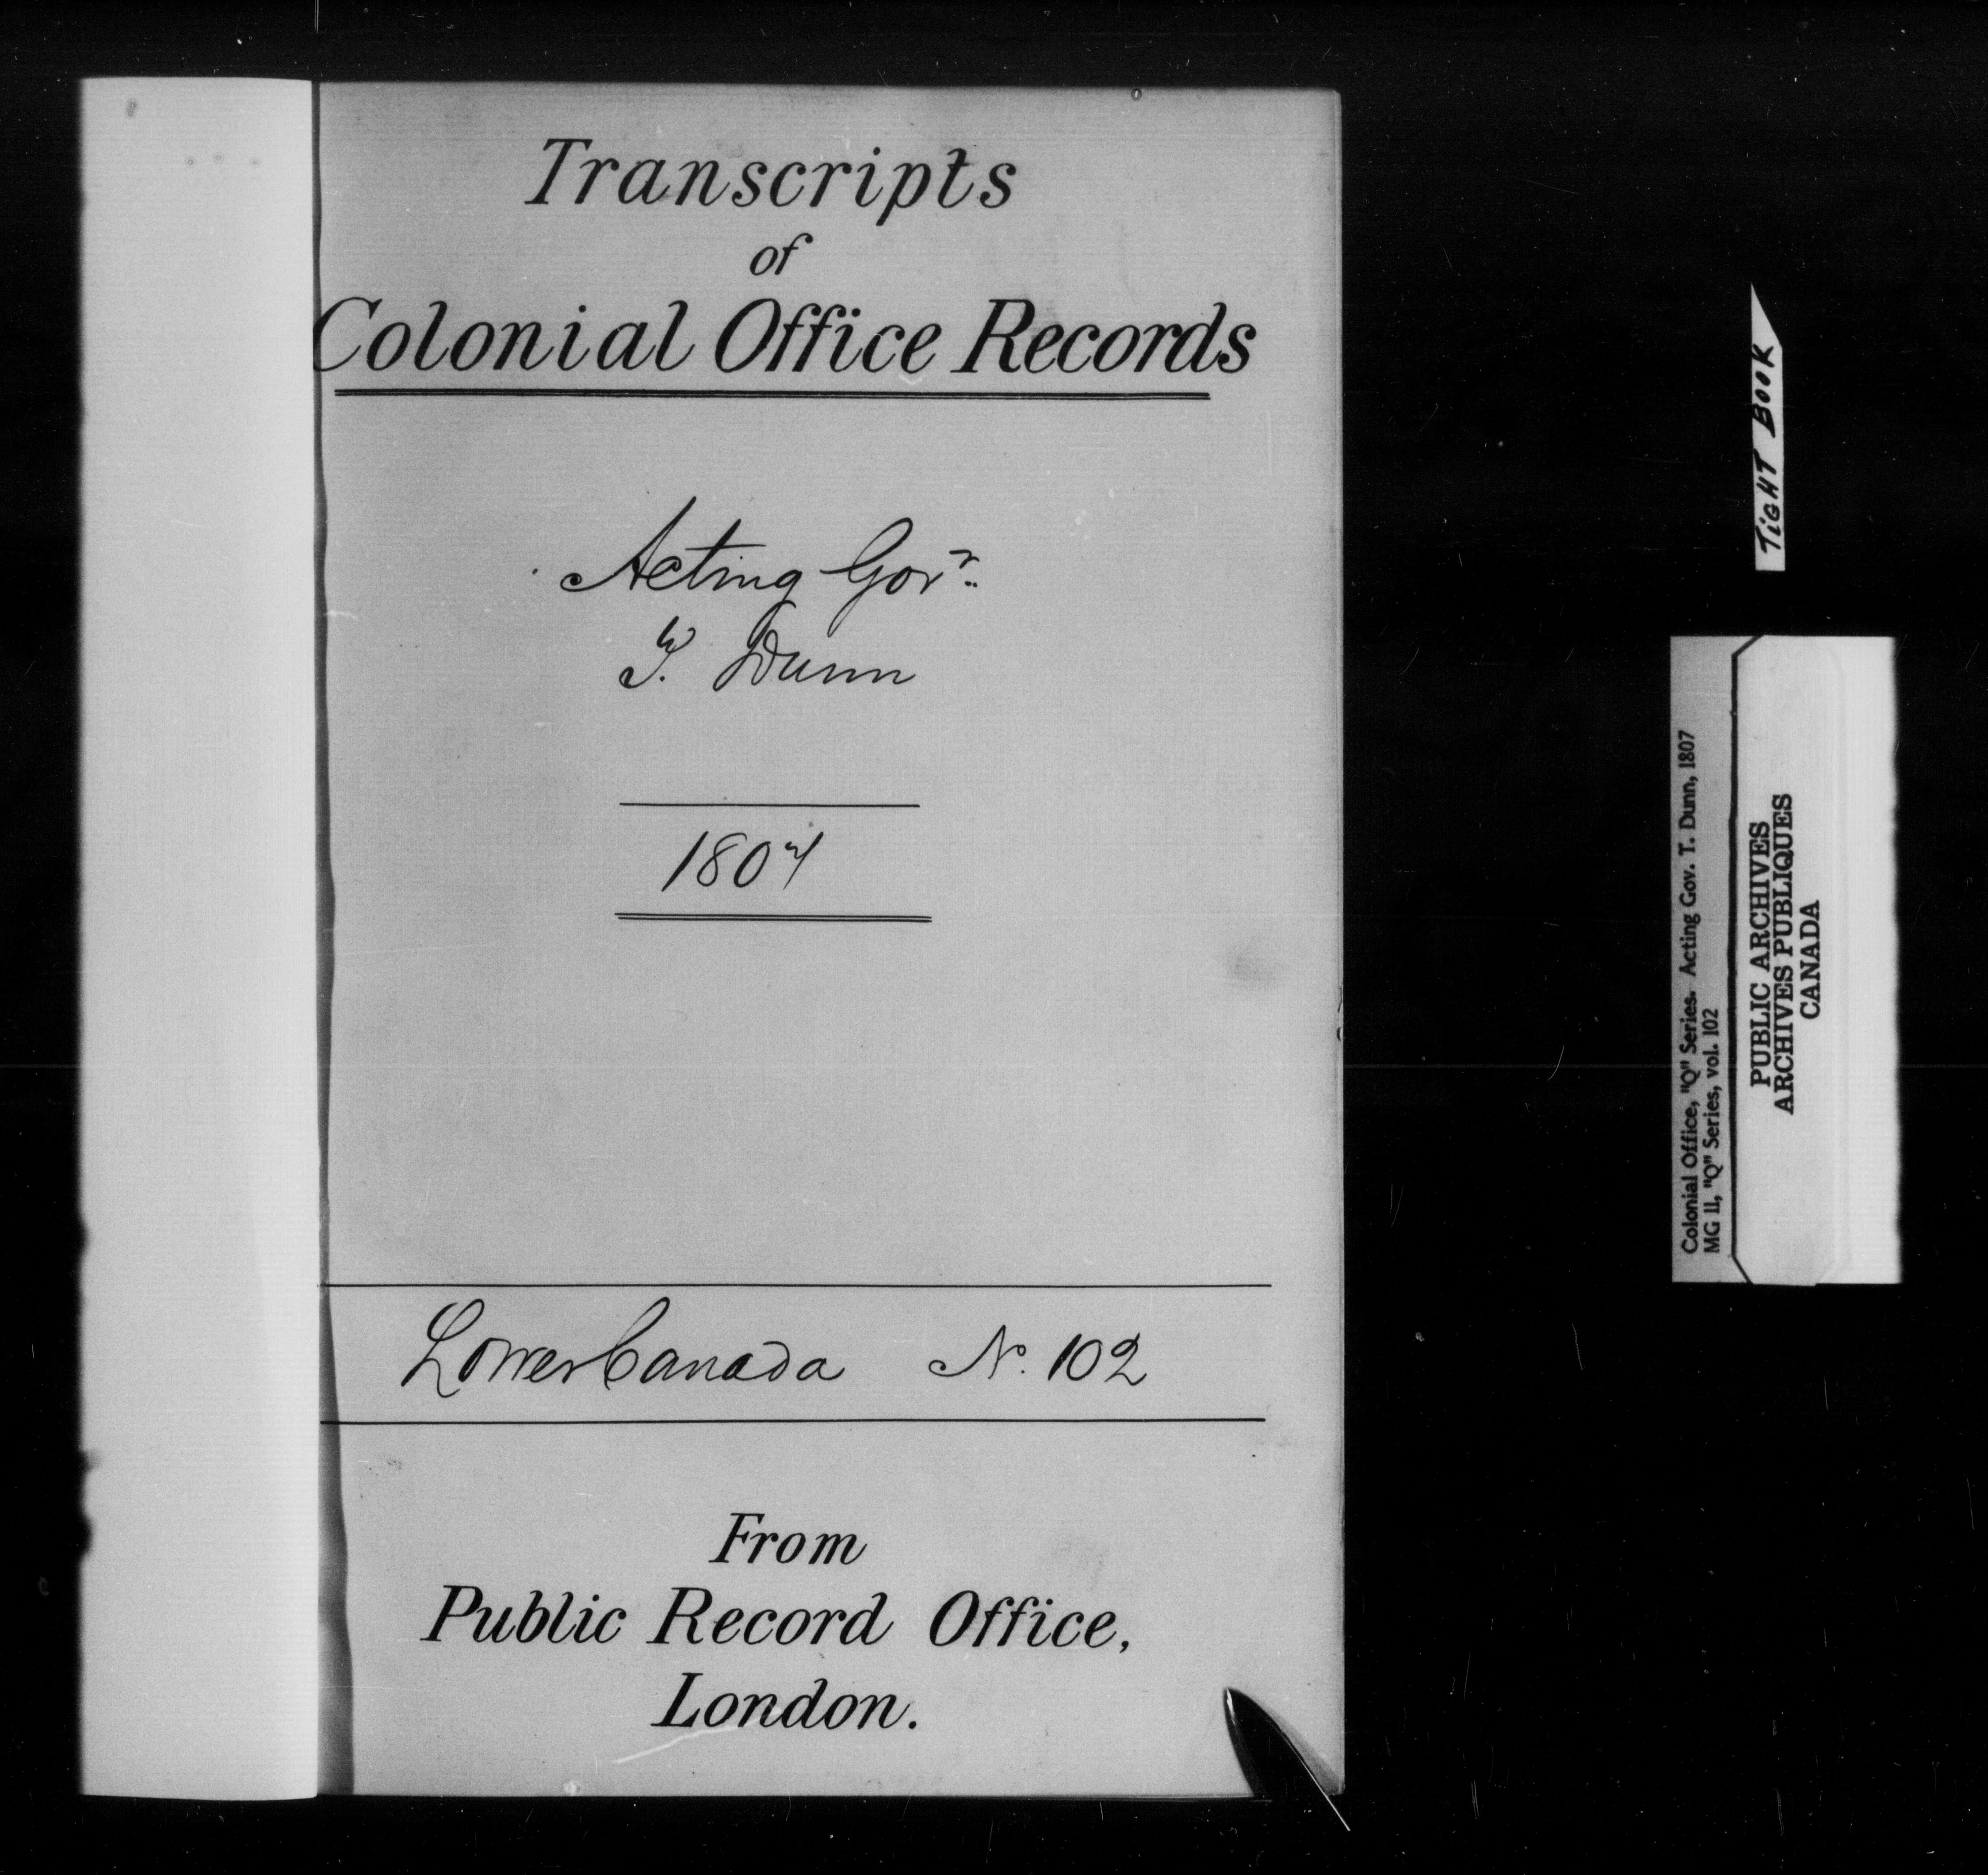 Transcripts
of
Colonial Office Records
Acting Govr.
T. Dunn
1807
Lower Canada N. 102
From
Public Record Office,
London.
TIGHT BOOK
Colonial Office, "Q" Series. Acting Gov. T. Dunn, 1807
MG 11, "Q" Series, vol. 102
PUBLIC ARCHIVES
ARCHIVES PUBLIQUES
CANADA